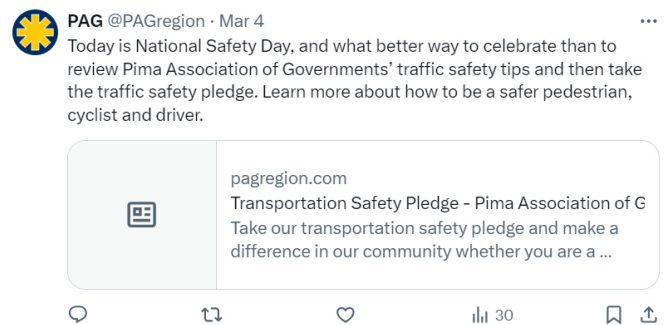 PAG @PAGregion · Mar 4
Today is National Safety Day, and what better way to celebrate than to
review Pima Association of Governments’ traffic safety tips and then take
the traffic safety pledge. Learn more about how to be a safer pedestrian,
cyclist and driver.
pagregion.com
Transportation Safety Pledge - Pima Association of G
Take our transportation safety pledge and make a
difference in our community whether you are a ...
30